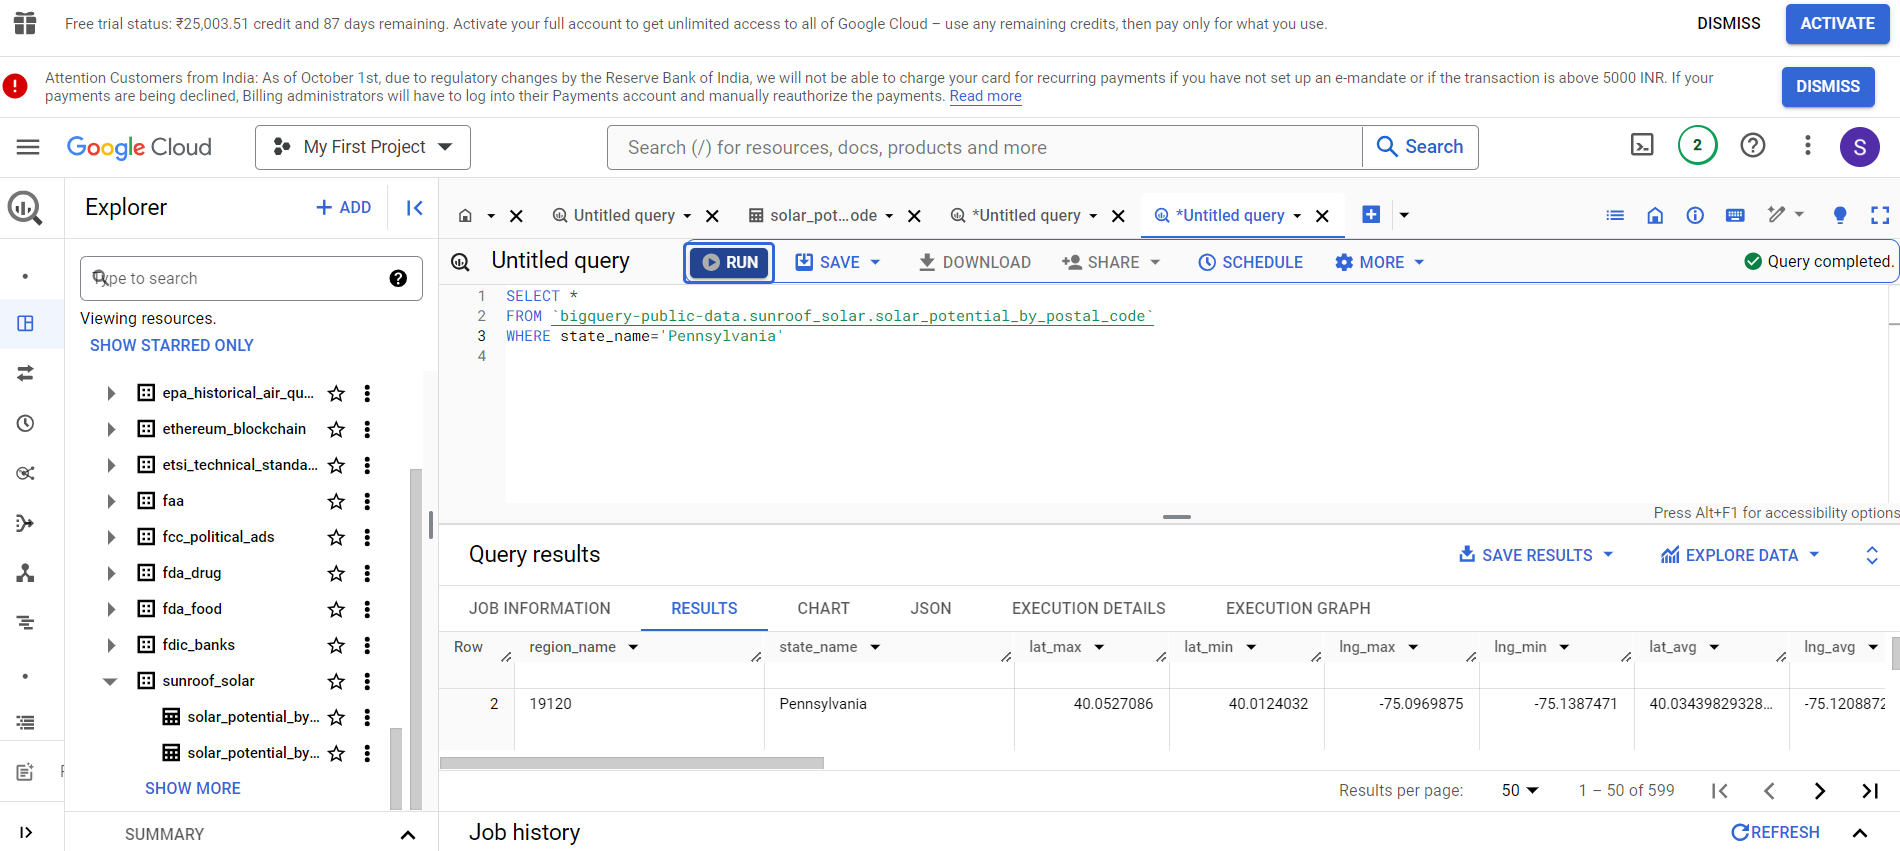 Free trial status: ₹25,003.51 credit and 87 days remaining. Activate your full account to get unlimited access to all of Google Cloud – use any remaining credits, then pay only for what you use.
DISMISS
ACTIVATE
Attention Customers from India: As of October 1st, due to regulatory changes by the Reserve Bank of India, we will not be able to charge your card for recurring payments if you have not set up an e-mandate or if the transaction is above 5000 INR. If your
payments are being declined, Billing administrators will have to log into their Payments account and manually reauthorize the payments. Read more
DISMISS
Google Cloud
My First Project
Search (/) for resources, docs, products and more
Search
2
S
Explorer
+ ADD
Untitled query
solar_pot...ode
*Untitled query
*Untitled query
Type to search
Viewing resources.
SHOW STARRED ONLY
epa_historical_air_qu...
ethereum_blockchain
etsi_technical_standa...
faa
fcc_political_ads
fda_drug
fda_food
fdic_banks
sunroof_solar
solar_potential_by...
solar_potential_by...
SHOW MORE
SUMMARY
Untitled query
RUN
SAVE
DOWNLOAD
SHARE
SCHEDULE
MORE
Query completed.
1 SELECT *
2 FROM `bigquery-public-data.sunroof_solar.solar_potential_by_postal_code`
3 WHERE state_name='Pennsylvania'
4
Press Alt+F1 for accessibility options
Query results
SAVE RESULTS
EXPLORE DATA
JOB INFORMATION
RESULTS
CHART
JSON
EXECUTION DETAILS
EXECUTION GRAPH
Row region_name state_name lat_max lat_min lng_max lng_min lat_avg lng_avg
2 19120 Pennsylvania 40.0527086 40.0124032 -75.0969875 -75.1387471 40.03439829328... -75.1208872
Results per page: 50 1 – 50 of 599
Job history
REFRESH